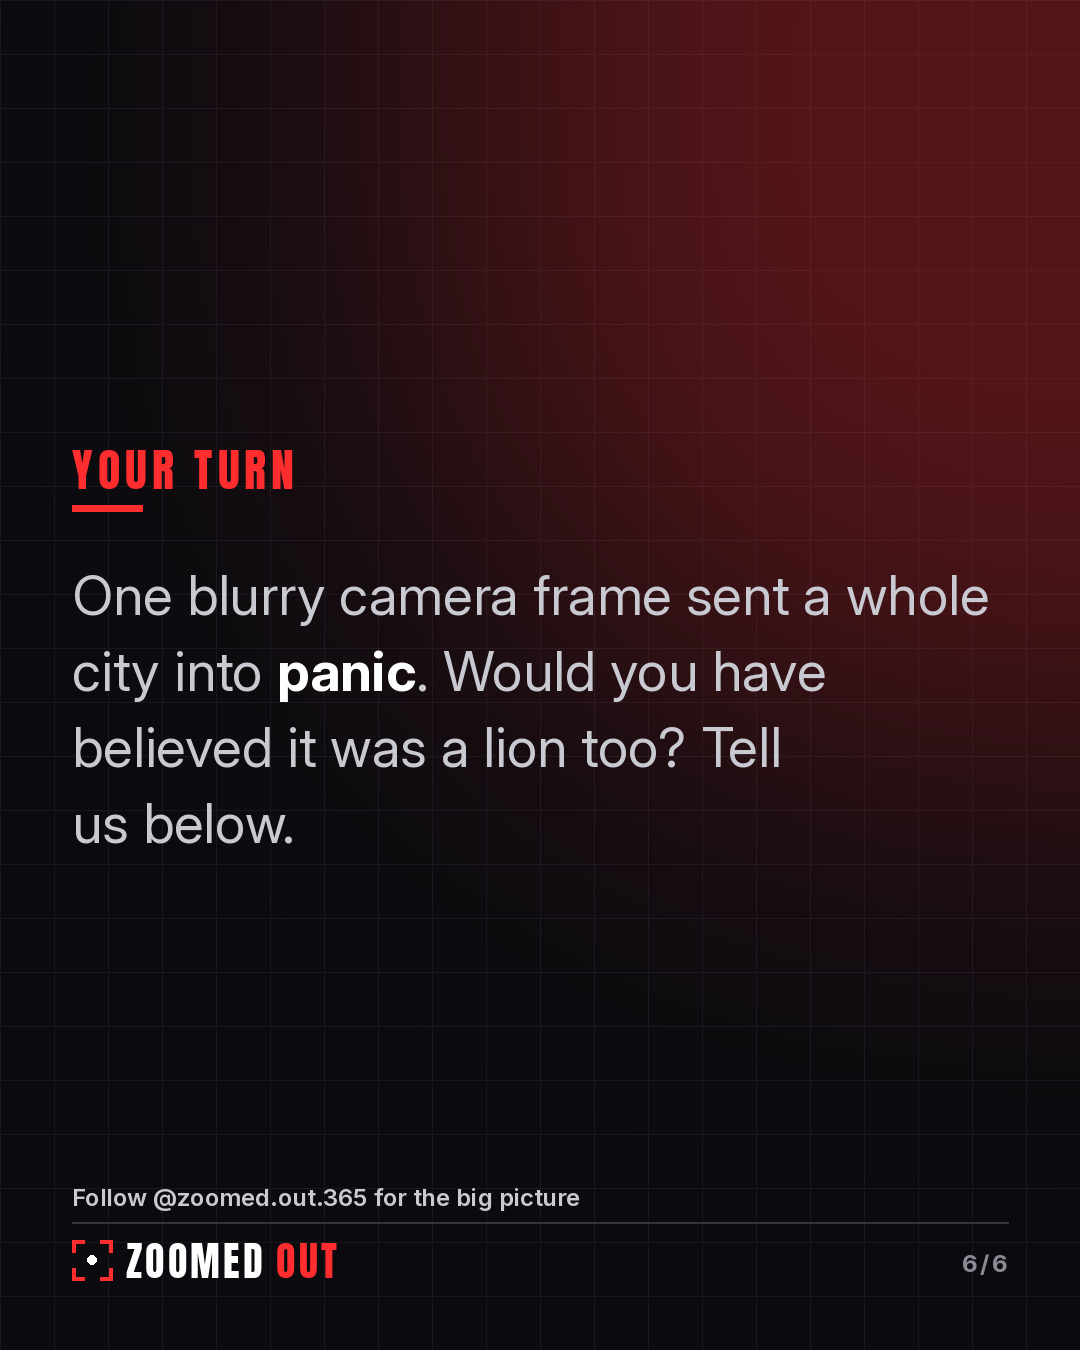 YOUR TURN
One blurry camera frame sent a whole
city into panic. Would you have
believed it was a lion too? Tell
us below.
Follow @zoomed.out.365 for the big picture
ZOOMED OUT
6/6